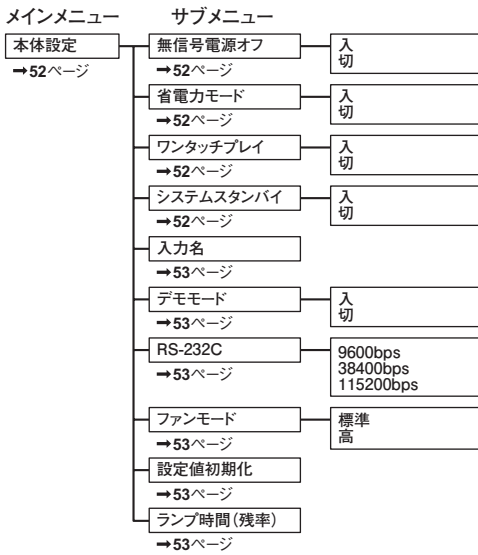 メインメニュー サブメニュー
本体設定 無信号電源オフ 入
切
→52ページ →52ページ
省電力モード 入
切
→52ページ
ワンタッチプレイ 入
切
→52ページ
システムスタンバイ 入
切
→52ページ
入力名
→53ページ
デモモード 入
切
→53ページ
RS-232C 9600bps
38400bps
115200bps
→53ページ
ファンモード 標準
高
→53ページ
設定値初期化
→53ページ
ランプ時間(残率)
→53ページ